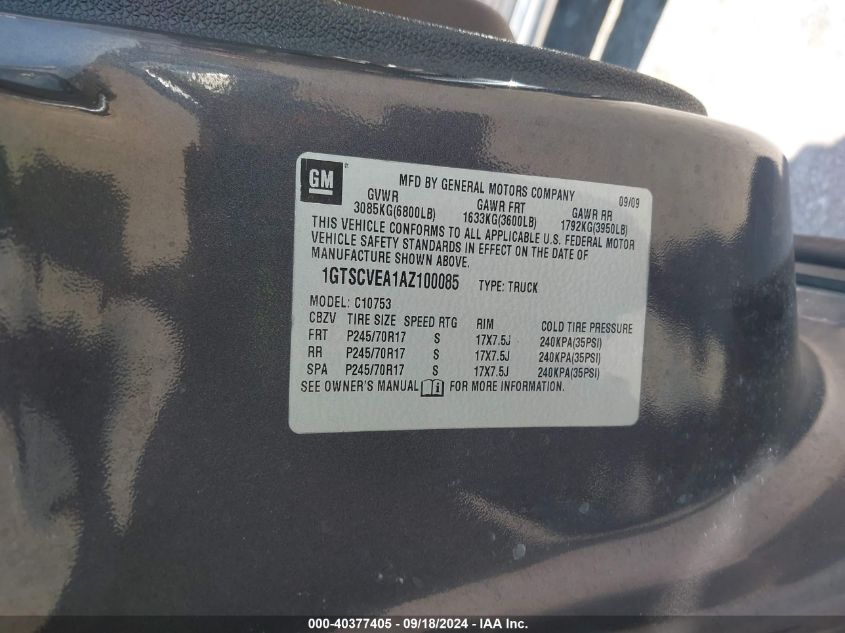 GM
MFD BY GENERAL MOTORS COMPANY 09/09
GVWR GAWR FRT GAWR RR
3085KG(6800LB) 1633KG(3600LB) 1792KG(3950LB)
THIS VEHICLE CONFORMS TO ALL APPLICABLE U.S. FEDERAL MOTOR
VEHICLE SAFETY STANDARDS IN EFFECT ON THE DATE OF
MANUFACTURE SHOWN ABOVE.
1GTSCVEA1AZ100085 TYPE: TRUCK
MODEL: C10753
CBZV TIRE SIZE SPEED RTG RIM COLD TIRE PRESSURE
FRT P245/70R17 S 17X7.5J 240KPA(35PSI)
RR P245/70R17 S 17X7.5J 240KPA(35PSI)
SPA P245/70R17 S 17X7.5J 240KPA(35PSI)
SEE OWNER'S MANUAL FOR MORE INFORMATION.
000-40377405 - 09/18/2024 - IAA Inc.